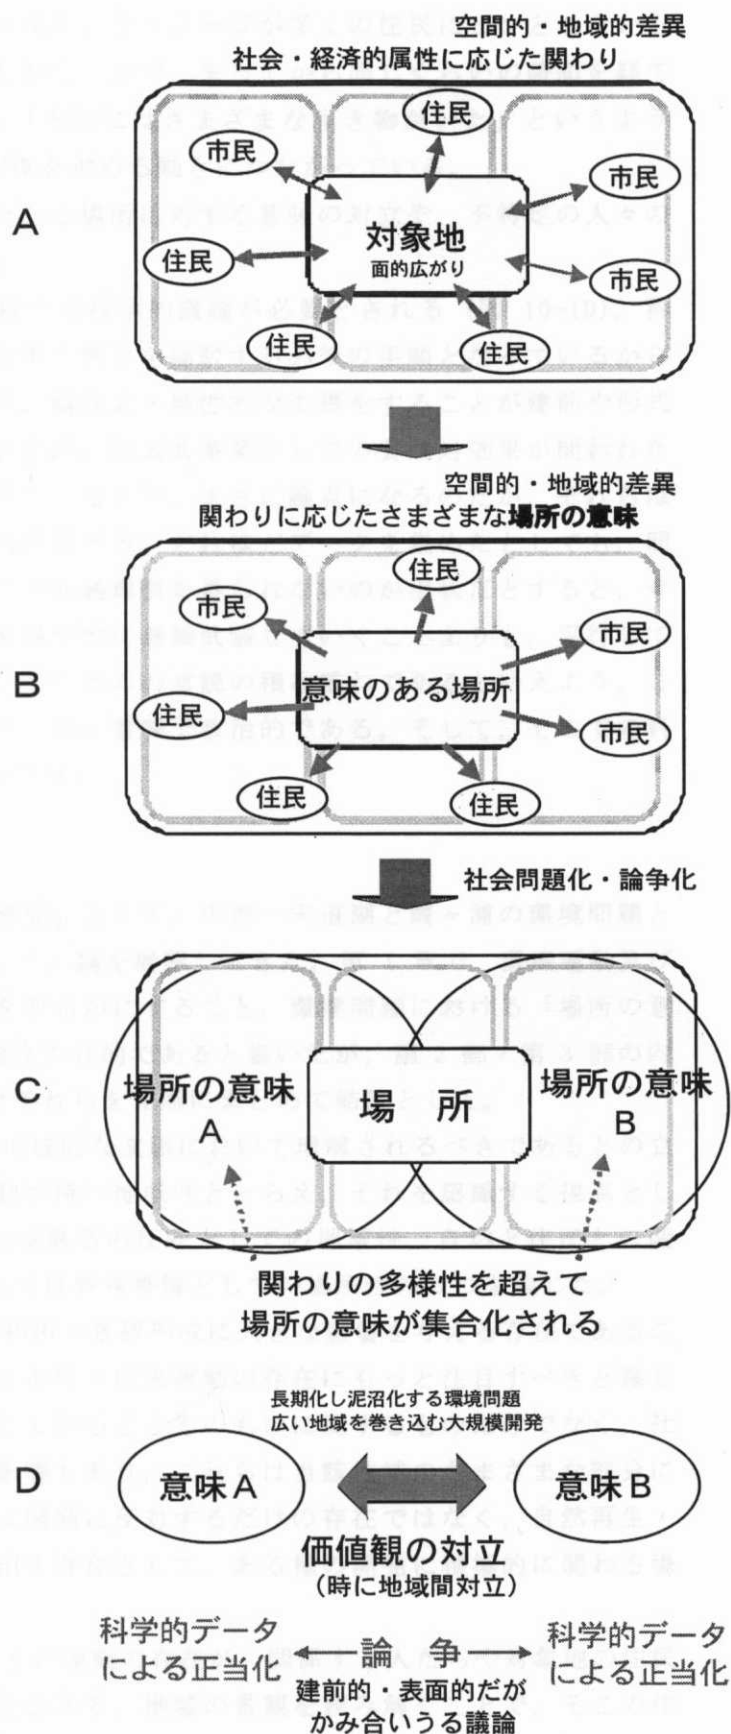 空間的・地域的差異
社会・経済的属性に応じた関わり
A
住民
市民
市民
対象地
面的広がり
住民
市民
住民
住民
空間的・地域的差異
関わりに応じたさまざまな場所の意味
B
住民
市民
市民
意味のある場所
住民
市民
住民
住民
社会問題化・論争化
C
場所の意味
A
場 所
場所の意味
B
関わりの多様性を超えて
場所の意味が集合化される
長期化し泥沼化する環境問題
広い地域を巻き込む大規模開発
D
意味A
意味B
価値観の対立
(時に地域間対立)
科学的データ
による正当化
論 争
科学的データ
による正当化
建前的・表面的だが
かみ合いうる議論